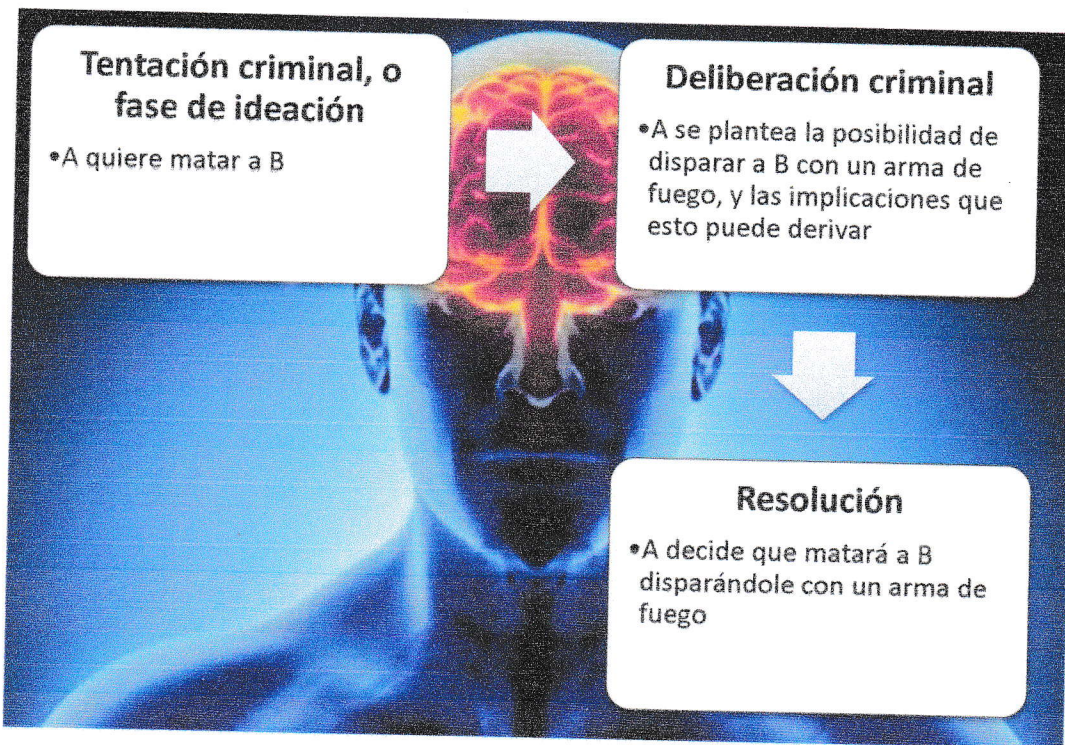 Tentación criminal, o
fase de ideación
•A quiere matar a B
Deliberación criminal
•A se plantea la posibilidad de
disparar a B con un arma de
fuego, y las implicaciones que
esto puede derivar
Resolución
•A decide que matará a B
disparándole con un arma de
fuego